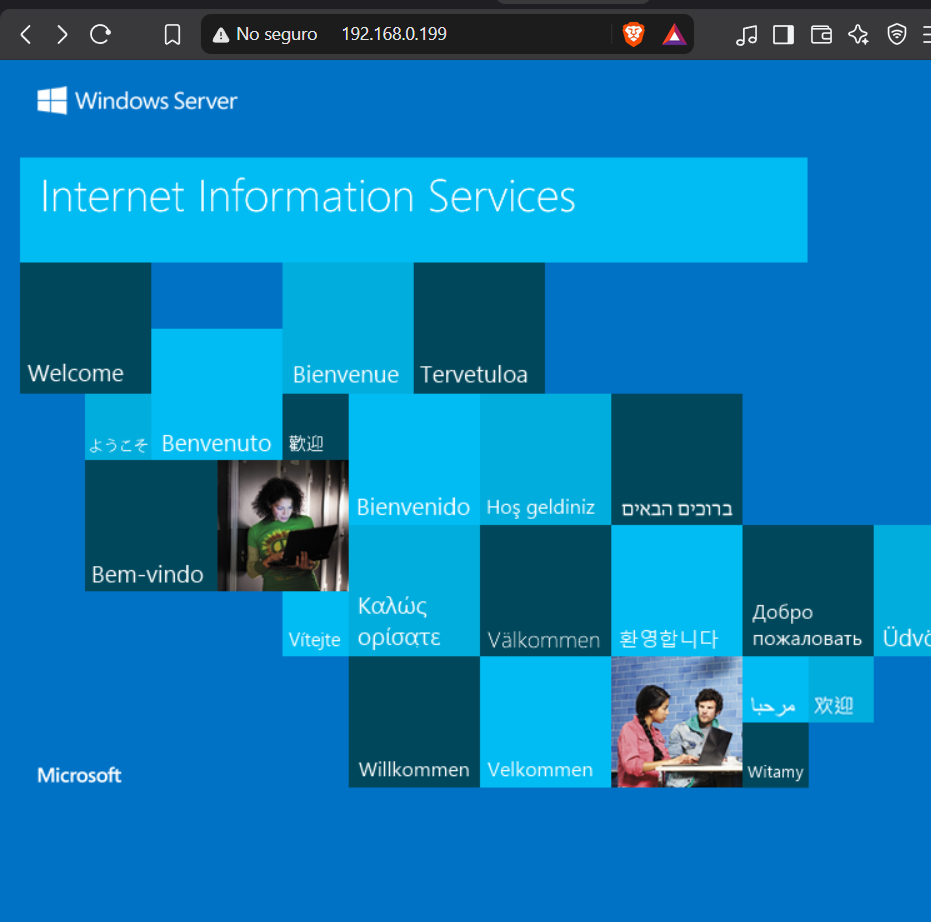 No seguro 192.168.0.199
Windows Server
Internet Information Services
Welcome
Bienvenue
Tervetuloa
ようこそ
Benvenuto
歡迎
Bienvenido
Hoş geldiniz
ברוכים הבאים
Bem-vindo
Vítejte
Καλώς
ορίσατε
Välkommen
환영합니다
Добро
пожаловать
Üdvö
مرحبا
欢迎
Willkommen
Velkommen
Witamy
Microsoft